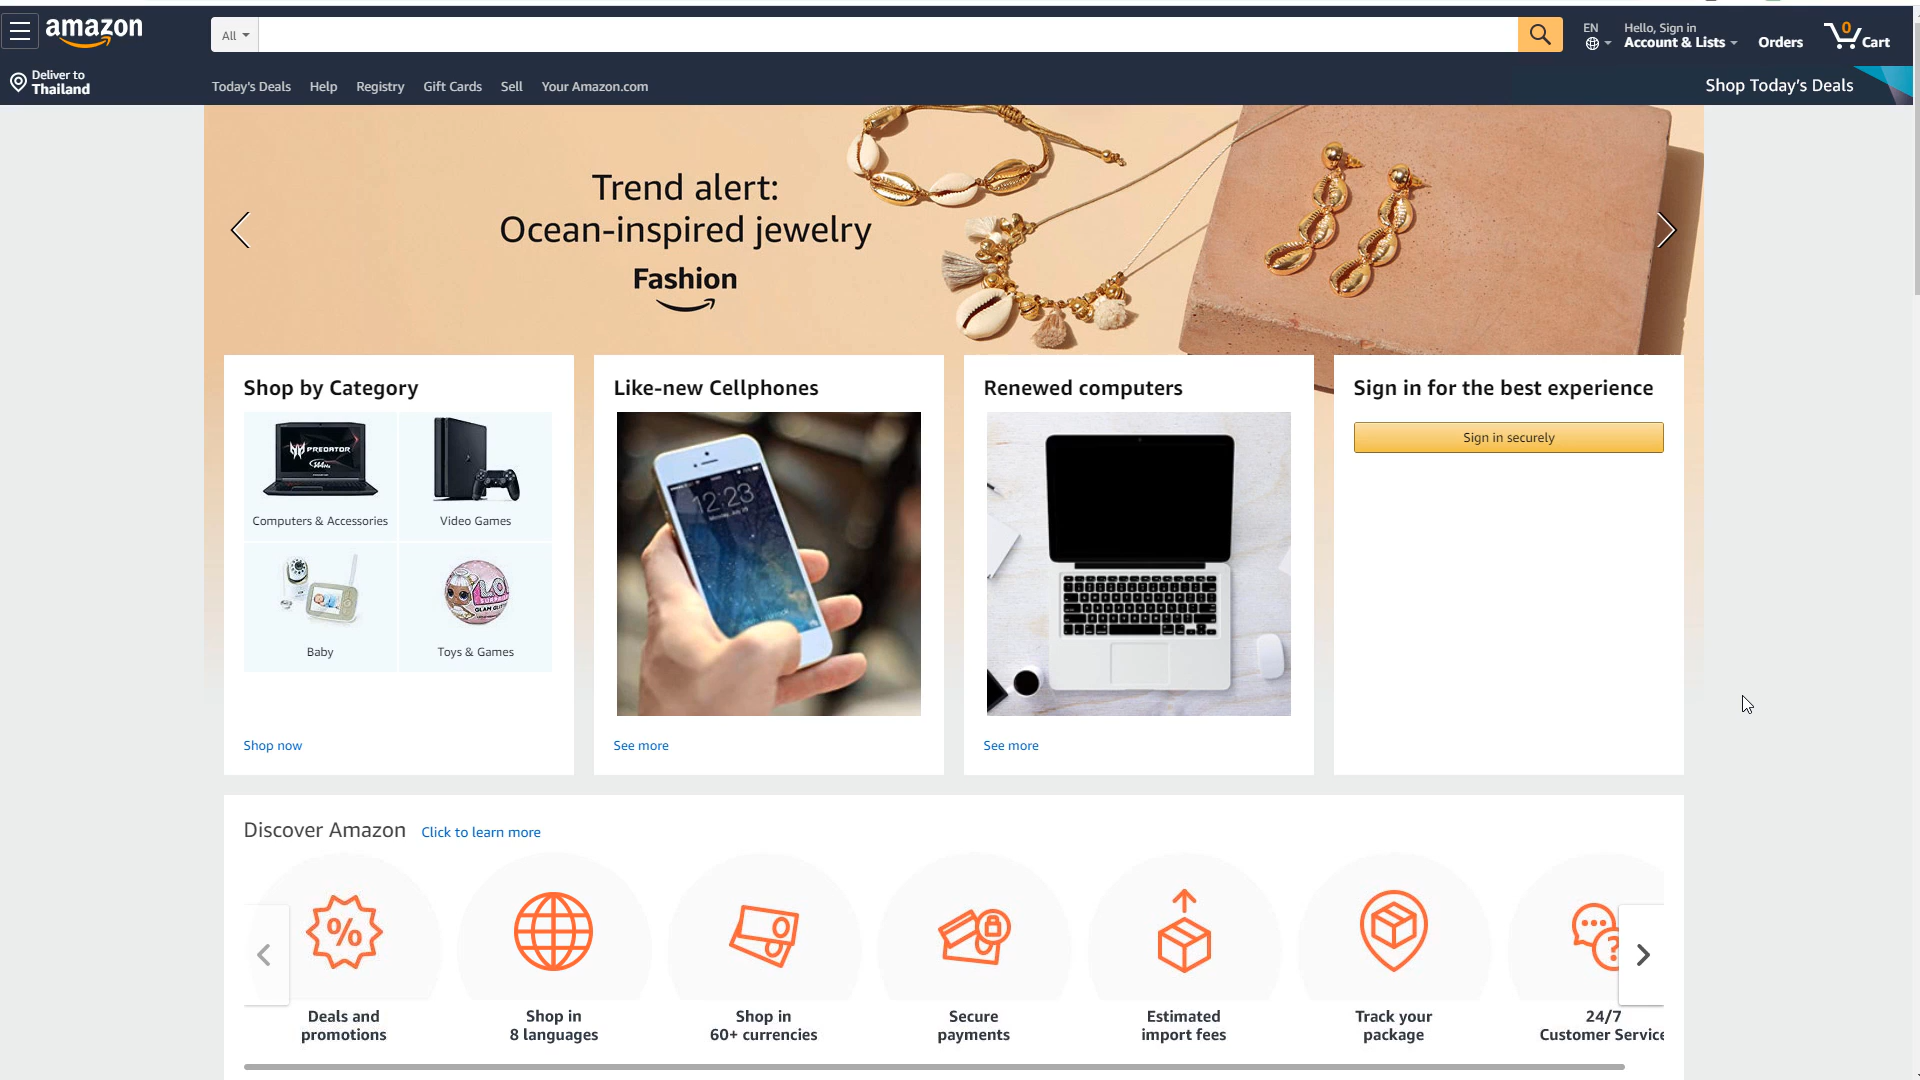 amazon
All
EN
Hello, Sign in
Account & Lists
Orders
0
Cart
Deliver to
Thailand
Today's Deals
Help
Registry
Gift Cards
Sell
Your Amazon.com
Shop Today's Deals
Trend alert:
Ocean-inspired jewelry
Fashion
Shop by Category
PREDATOR
Computers & Accessories
Video Games
Baby
L.O.L.
SURPRISE
Toys & Games
Shop now
Like-new Cellphones
12:23
See more
Renewed computers
See more
Sign in for the best experience
Sign in securely
Discover Amazon
Click to learn more
%
Deals and
promotions
Shop in
8 languages
Shop in
60+ currencies
Secure
payments
Estimated
import fees
Track your
package
?
24/7
Customer Service